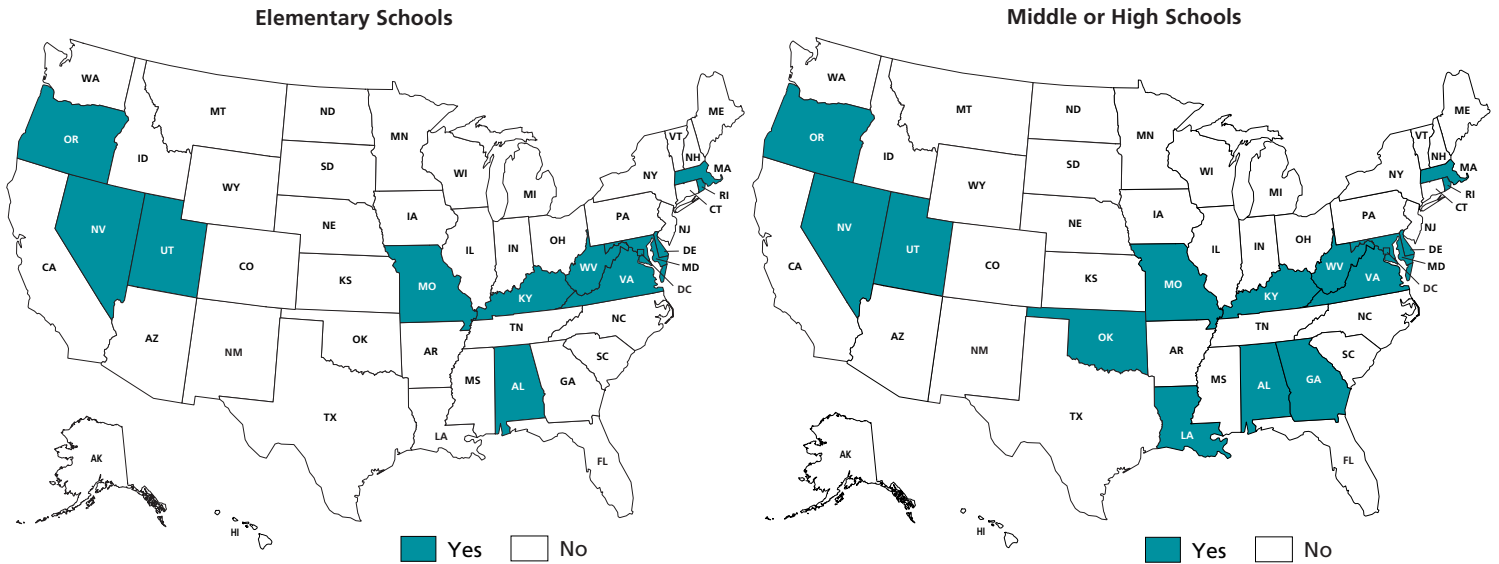 Elementary Schools
WA
MT
ND
MN
ME
OR
ID
SD
WI
VT
NH
MA
NY
MI
WY
RI
CT
IA
PA
NE
NJ
NV
UT
CO
IL
IN
OH
DE
CA
KS
MO
WV
VA
MD
DC
KY
AZ
NM
OK
TN
NC
AR
SC
MS
AL
GA
TX
LA
AK
FL
HI
Yes
No
Middle or High Schools
WA
MT
ND
MN
ME
OR
ID
SD
WI
VT
NH
MA
NY
MI
WY
RI
CT
IA
PA
NE
NJ
NV
UT
CO
IL
IN
OH
DE
CA
KS
MO
WV
VA
MD
DC
KY
AZ
NM
OK
TN
NC
AR
SC
MS
AL
GA
TX
LA
AK
FL
HI
Yes
No